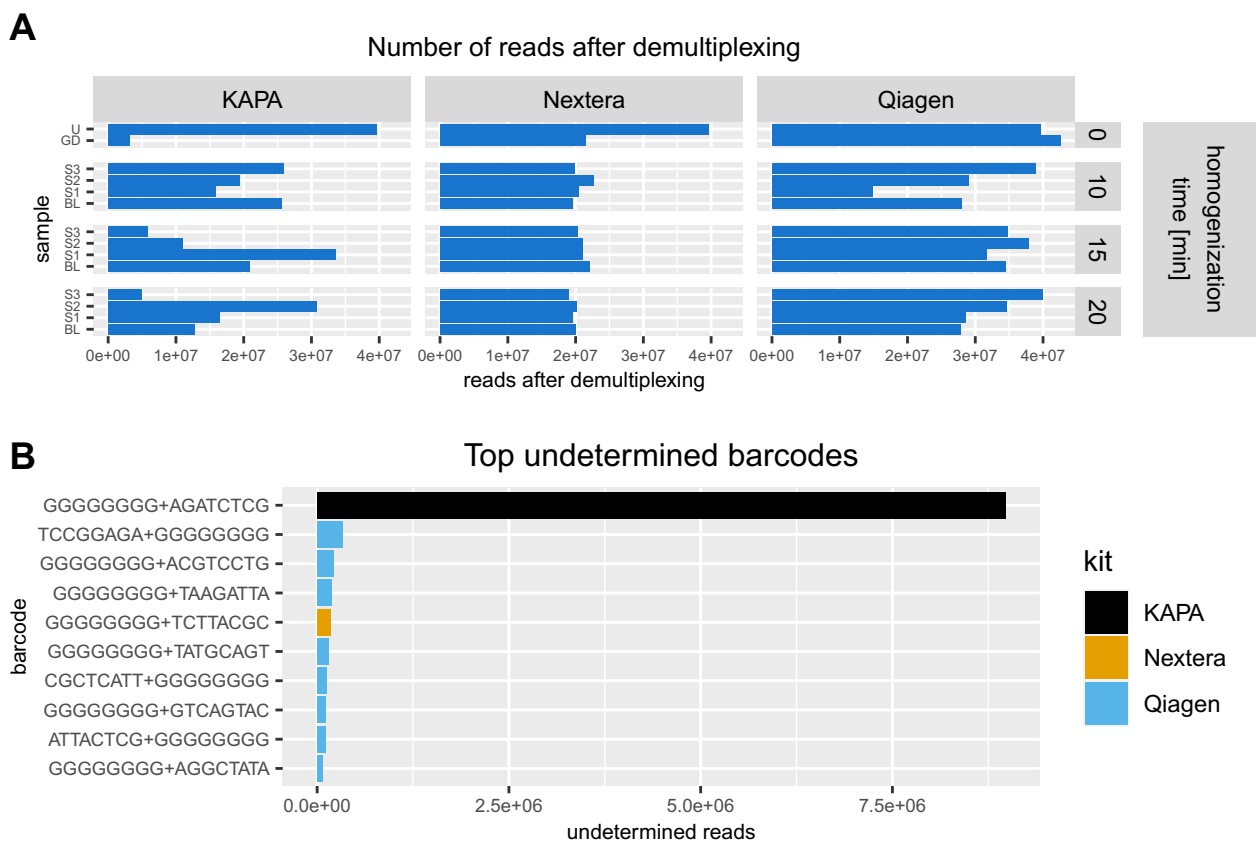 A
Number of reads after demultiplexing
KAPA
Nextera
Qiagen
sample
U
GD
0
S3
S2
S1
BL
10
S3
S2
S1
BL
15
S3
S2
S1
BL
20
homogenization
time [min]
0e+00 1e+07 2e+07 3e+07 4e+07
0e+00 1e+07 2e+07 3e+07 4e+07
0e+00 1e+07 2e+07 3e+07 4e+07
reads after demultiplexing
B
Top undetermined barcodes
barcode
GGGGGGGG+AGATCTCG
TCCGGAGA+GGGGGGGG
GGGGGGGG+ACGTCCTG
GGGGGGGG+TAAGATTA
GGGGGGGG+TCTTACGC
GGGGGGGG+TATGCAGT
CGCTCATT+GGGGGGGG
GGGGGGGG+GTCAGTAC
ATTACTCG+GGGGGGGG
GGGGGGGG+AGGCTATA
0.0e+00 2.5e+06 5.0e+06 7.5e+06
undetermined reads
kit
KAPA
Nextera
Qiagen